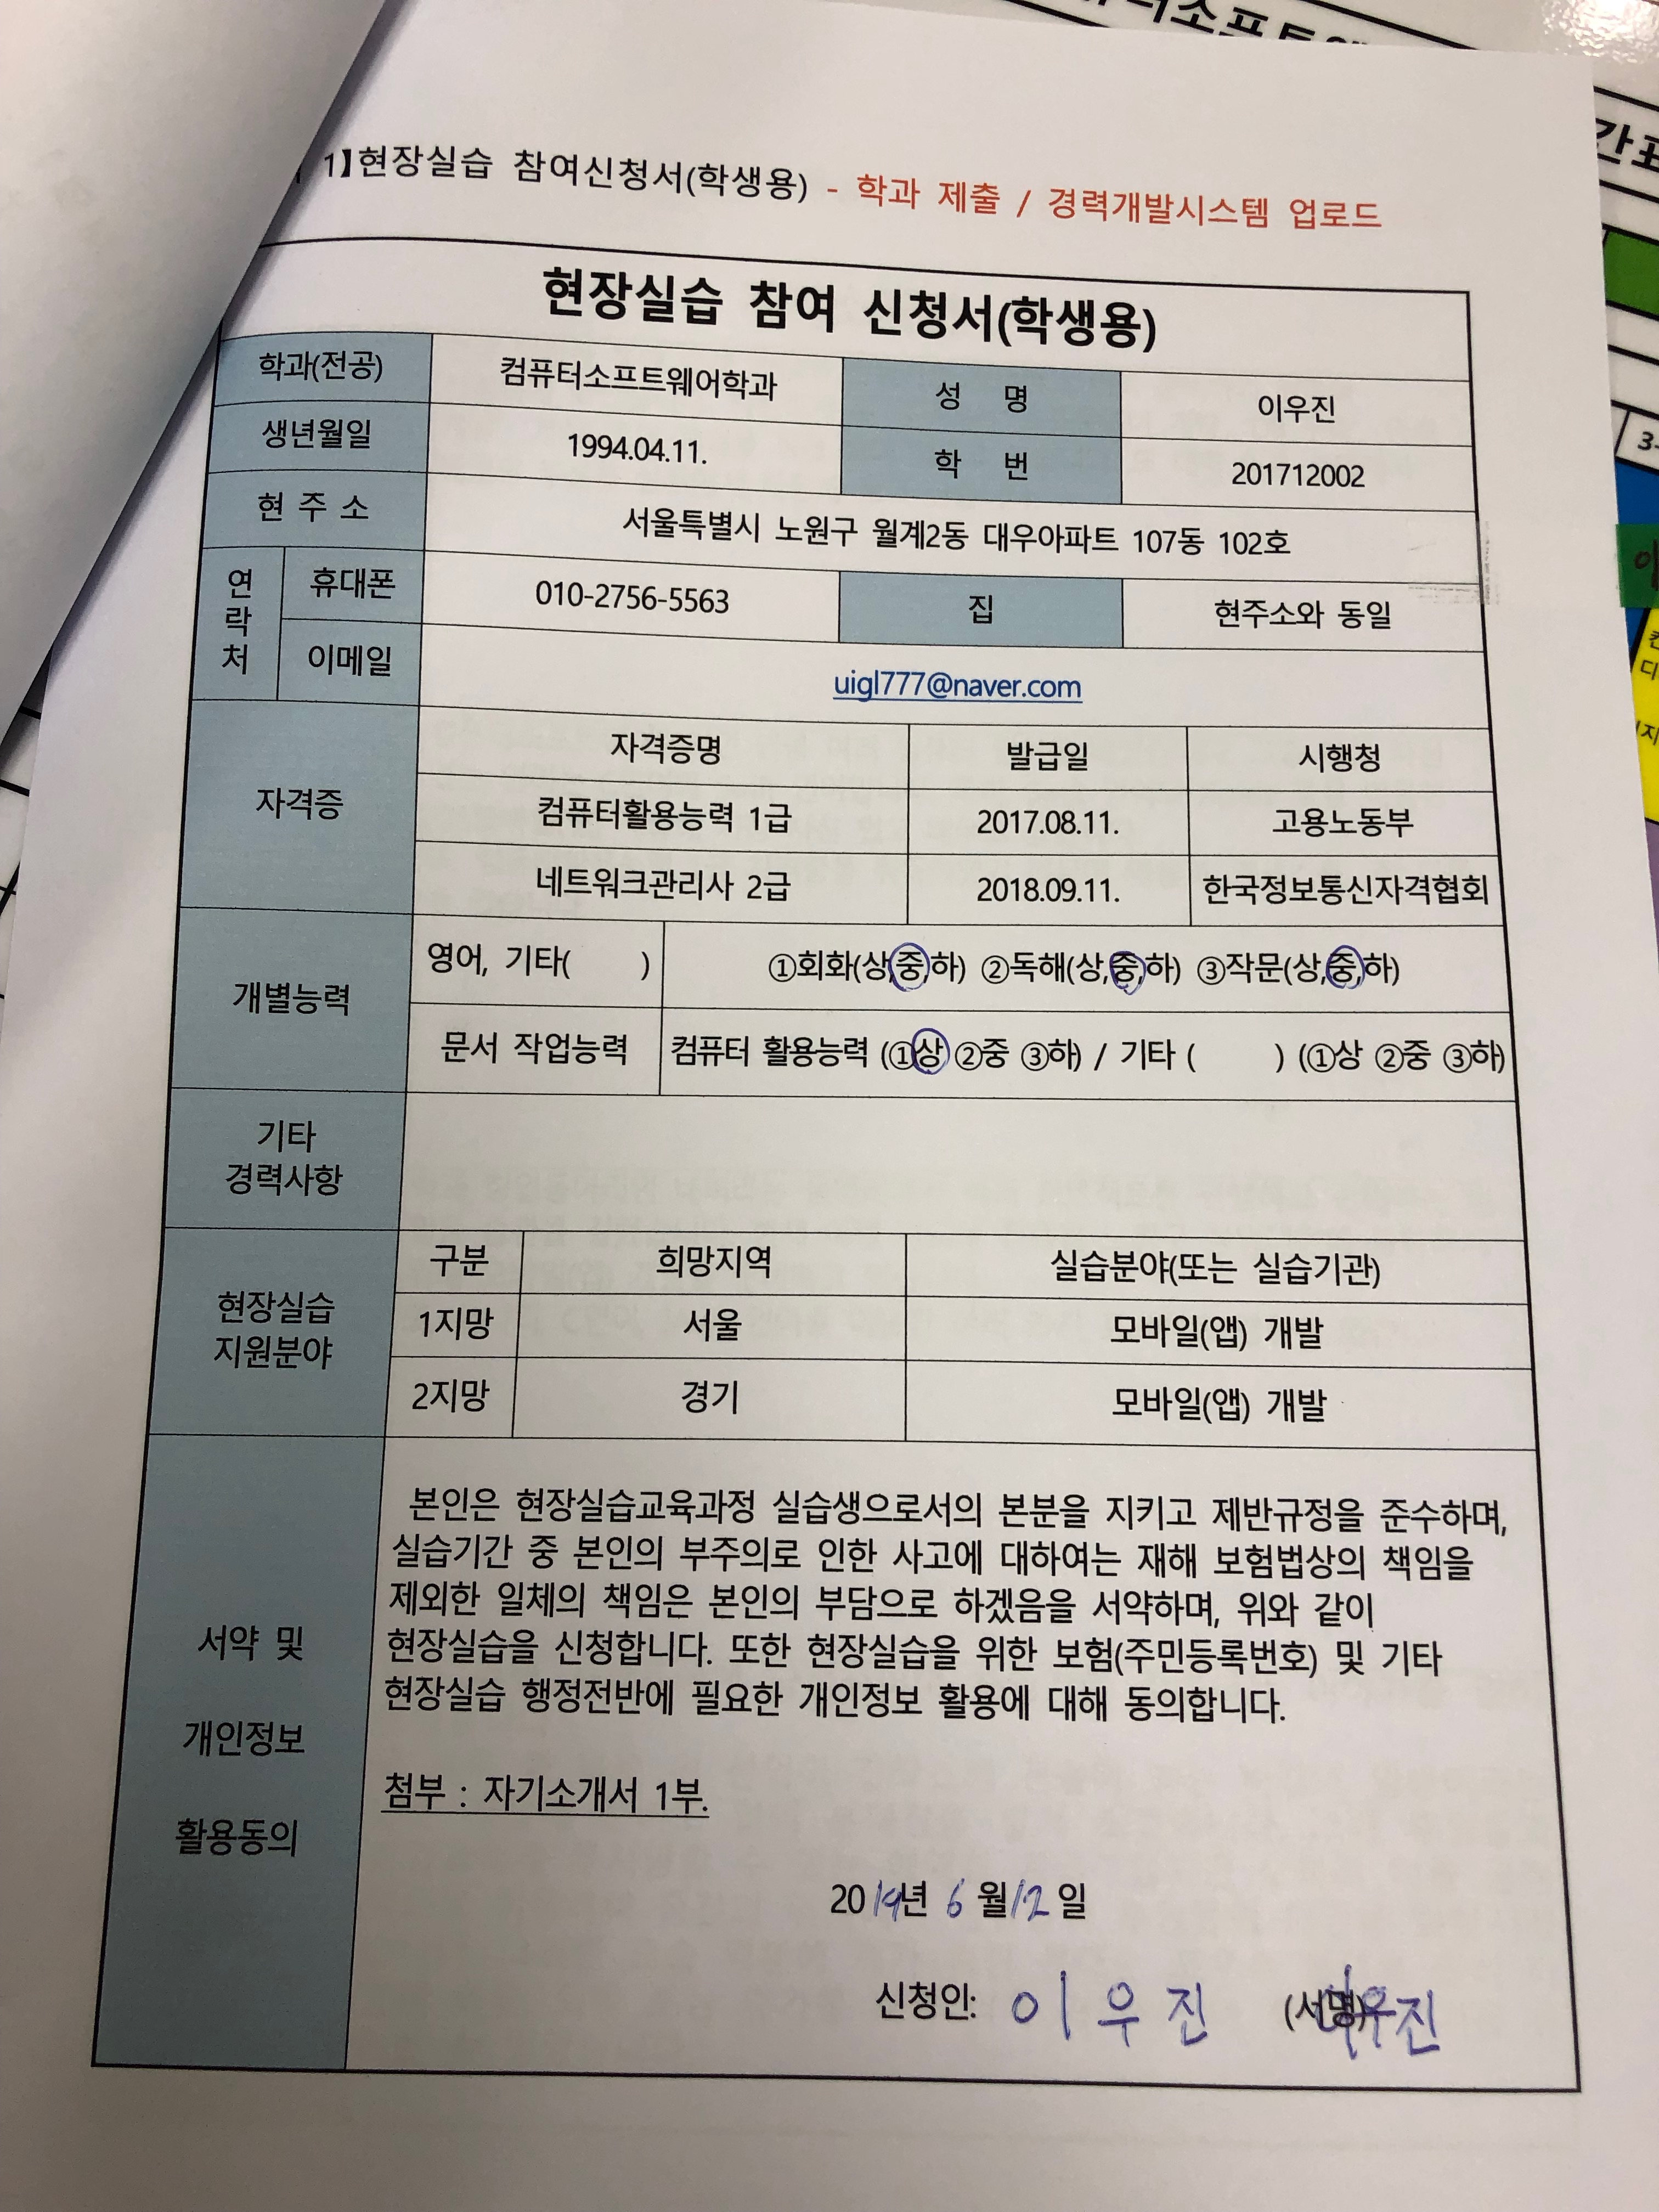 1】현장실습 참여신청서(학생용) - 학과 제출 / 경력개발시스템 업로드
현장실습 참여 신청서(학생용)
학과(전공) 컴퓨터소프트웨어학과 성 명 이우진
생년월일 1994.04.11. 학 번 201712002
현 주 소 서울특별시 노원구 월계2동 대우아파트 107동 102호
연락처 휴대폰 010-2756-5563 집 현주소와 동일
이메일 uigl777@naver.com
자격증 자격증명 발급일 시행청
컴퓨터활용능력 1급 2017.08.11. 고용노동부
네트워크관리사 2급 2018.09.11. 한국정보통신자격협회
개별능력 영어, 기타( ) ①회화(상,중,하) ②독해(상,중,하) ③작문(상,중,하)
문서 작업능력 컴퓨터 활용능력 (①상 ②중 ③하) / 기타 ( ) (①상 ②중 ③하)
기타
경력사항
현장실습
지원분야
구분 희망지역 실습분야(또는 실습기관)
1지망 서울 모바일(앱) 개발
2지망 경기 모바일(앱) 개발
서약 및
개인정보
활용동의
본인은 현장실습교육과정 실습생으로서의 본분을 지키고 제반규정을 준수하며,
실습기간 중 본인의 부주의로 인한 사고에 대하여는 재해 보험법상의 책임을
제외한 일체의 책임은 본인의 부담으로 하겠음을 서약하며, 위와 같이
현장실습을 신청합니다. 또한 현장실습을 위한 보험(주민등록번호) 및 기타
현장실습 행정전반에 필요한 개인정보 활용에 대해 동의합니다.
첨부 : 자기소개서 1부.
2019년 6월 12일
신청인: 이우진 (서명) 이우진